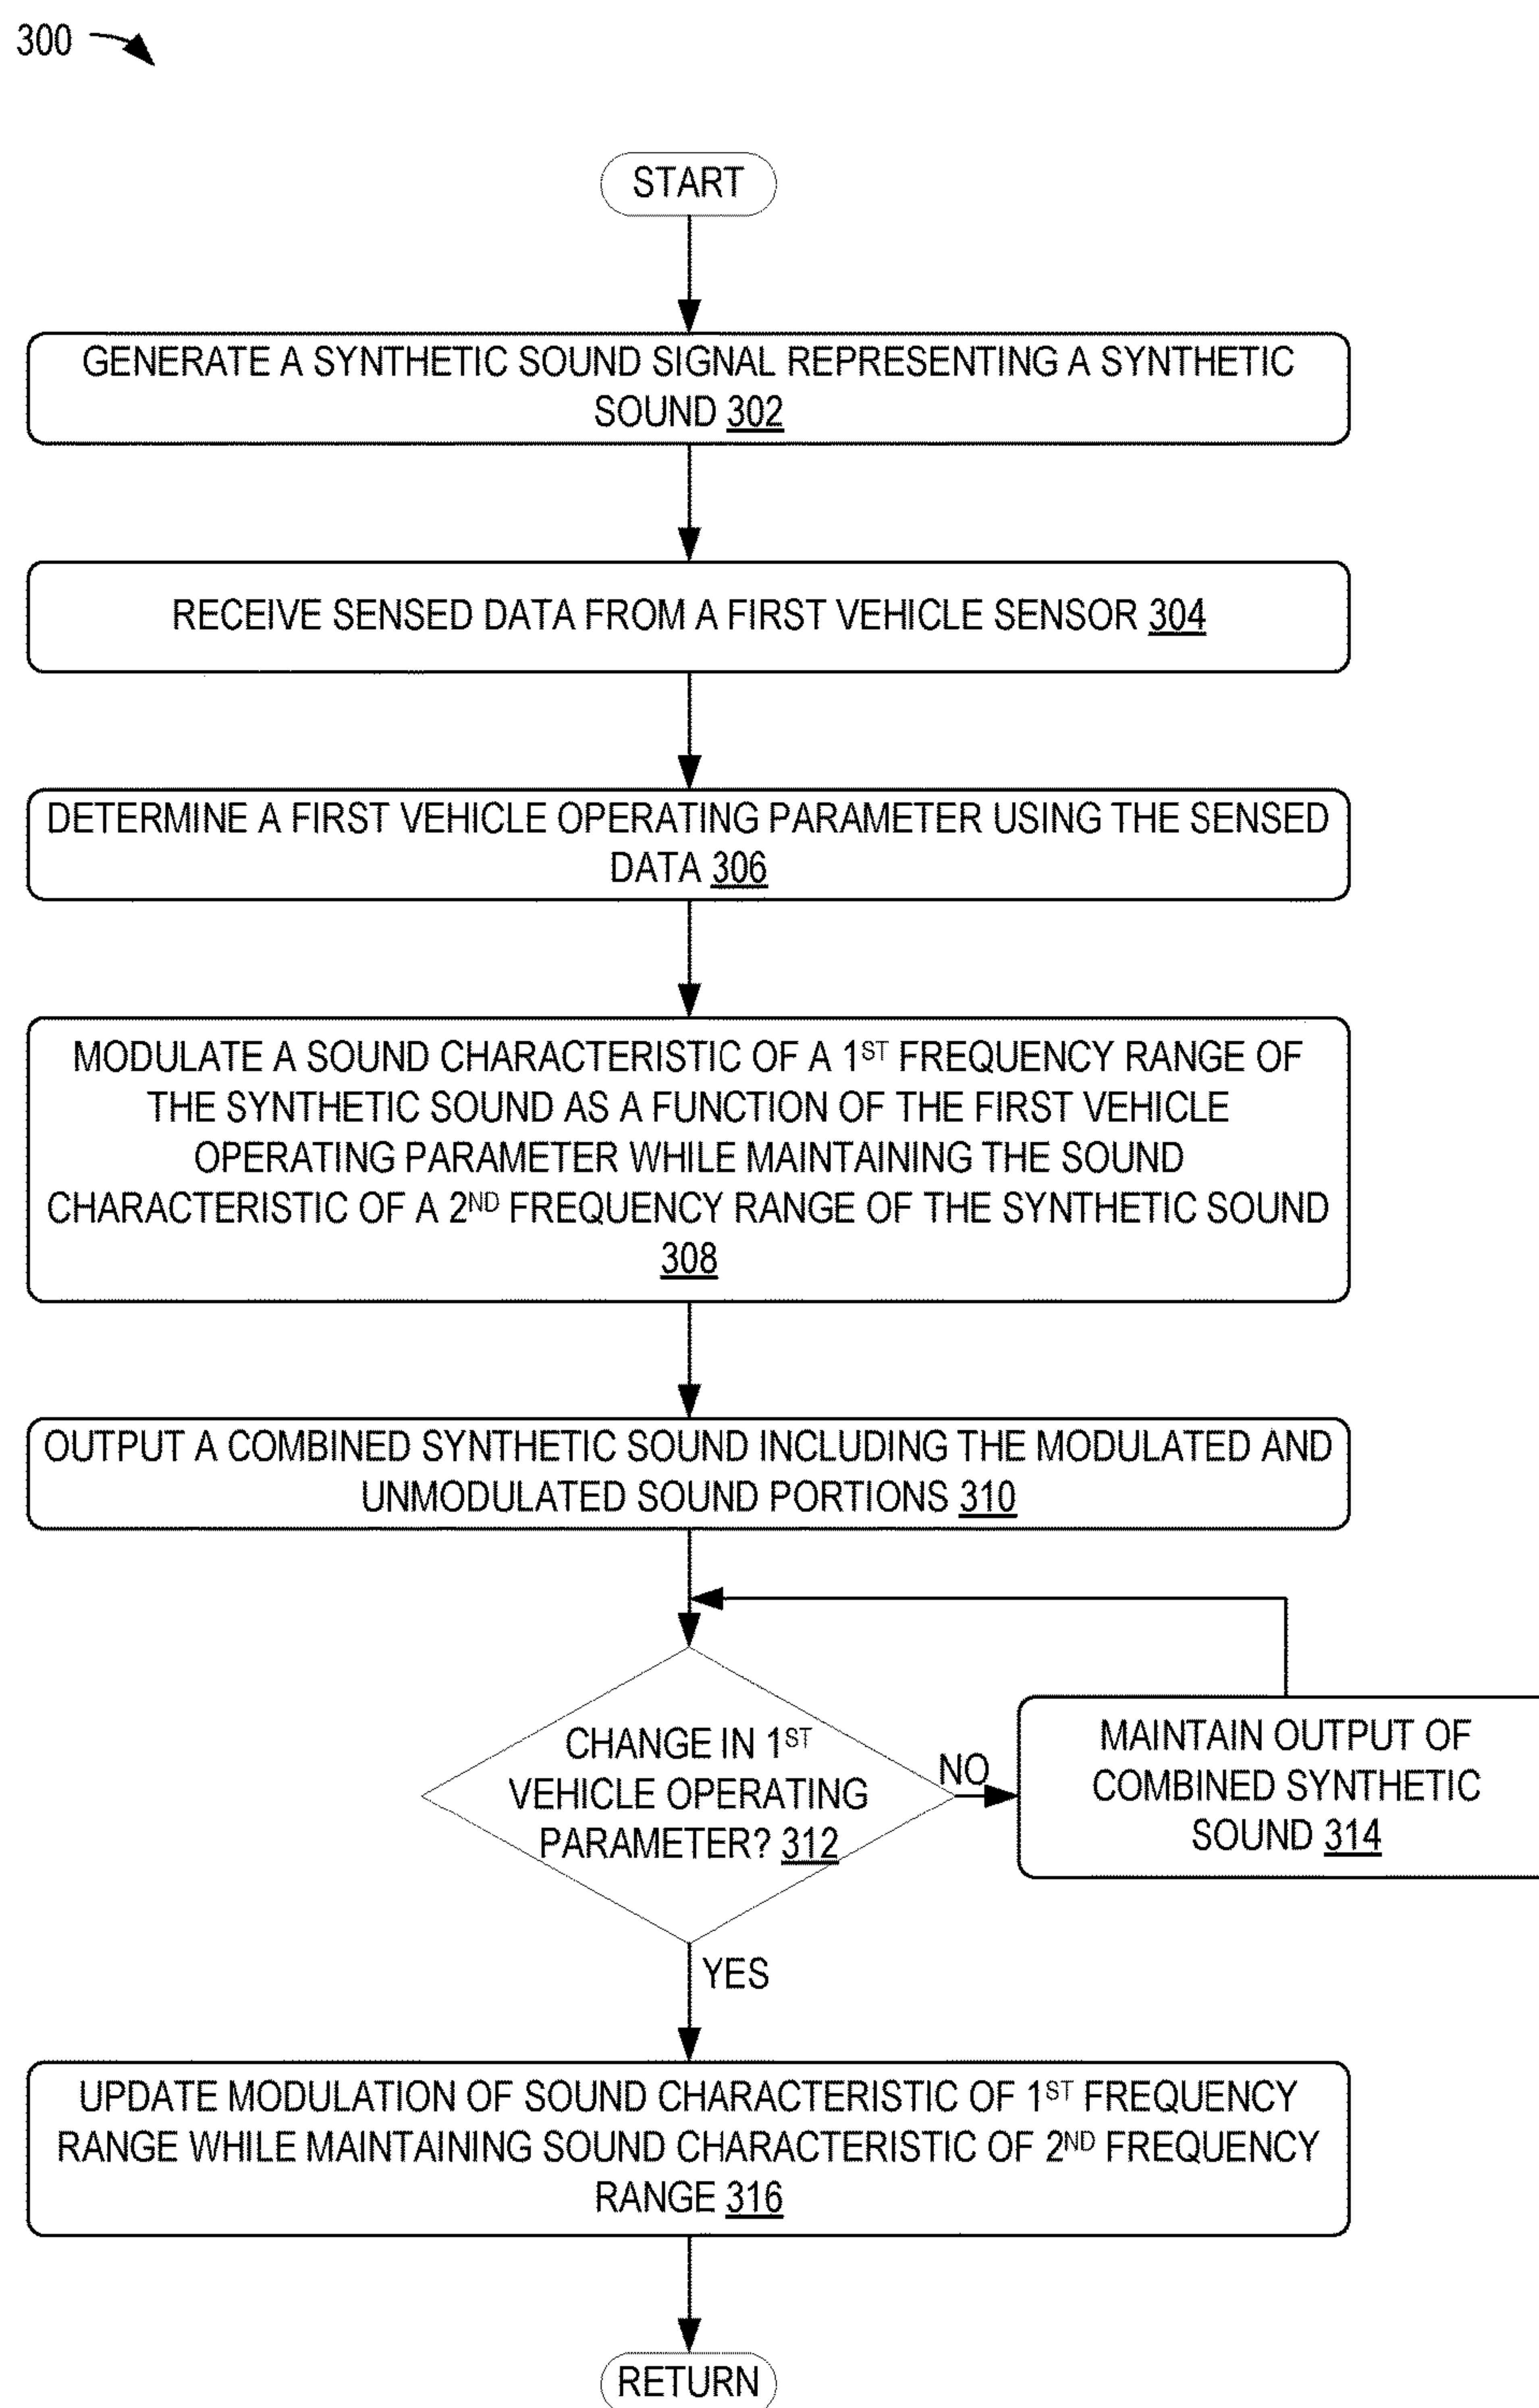 300
START
GENERATE A SYNTHETIC SOUND SIGNAL REPRESENTING A SYNTHETIC
SOUND 302
RECEIVE SENSED DATA FROM A FIRST VEHICLE SENSOR 304
DETERMINE A FIRST VEHICLE OPERATING PARAMETER USING THE SENSED
DATA 306
MODULATE A SOUND CHARACTERISTIC OF A 1ST FREQUENCY RANGE OF
THE SYNTHETIC SOUND AS A FUNCTION OF THE FIRST VEHICLE
OPERATING PARAMETER WHILE MAINTAINING THE SOUND
CHARACTERISTIC OF A 2ND FREQUENCY RANGE OF THE SYNTHETIC SOUND
308
OUTPUT A COMBINED SYNTHETIC SOUND INCLUDING THE MODULATED AND
UNMODULATED SOUND PORTIONS 310
CHANGE IN 1ST
VEHICLE OPERATING
PARAMETER? 312
NO
MAINTAIN OUTPUT OF
COMBINED SYNTHETIC
SOUND 314
YES
UPDATE MODULATION OF SOUND CHARACTERISTIC OF 1ST FREQUENCY
RANGE WHILE MAINTAINING SOUND CHARACTERISTIC OF 2ND FREQUENCY
RANGE 316
RETURN